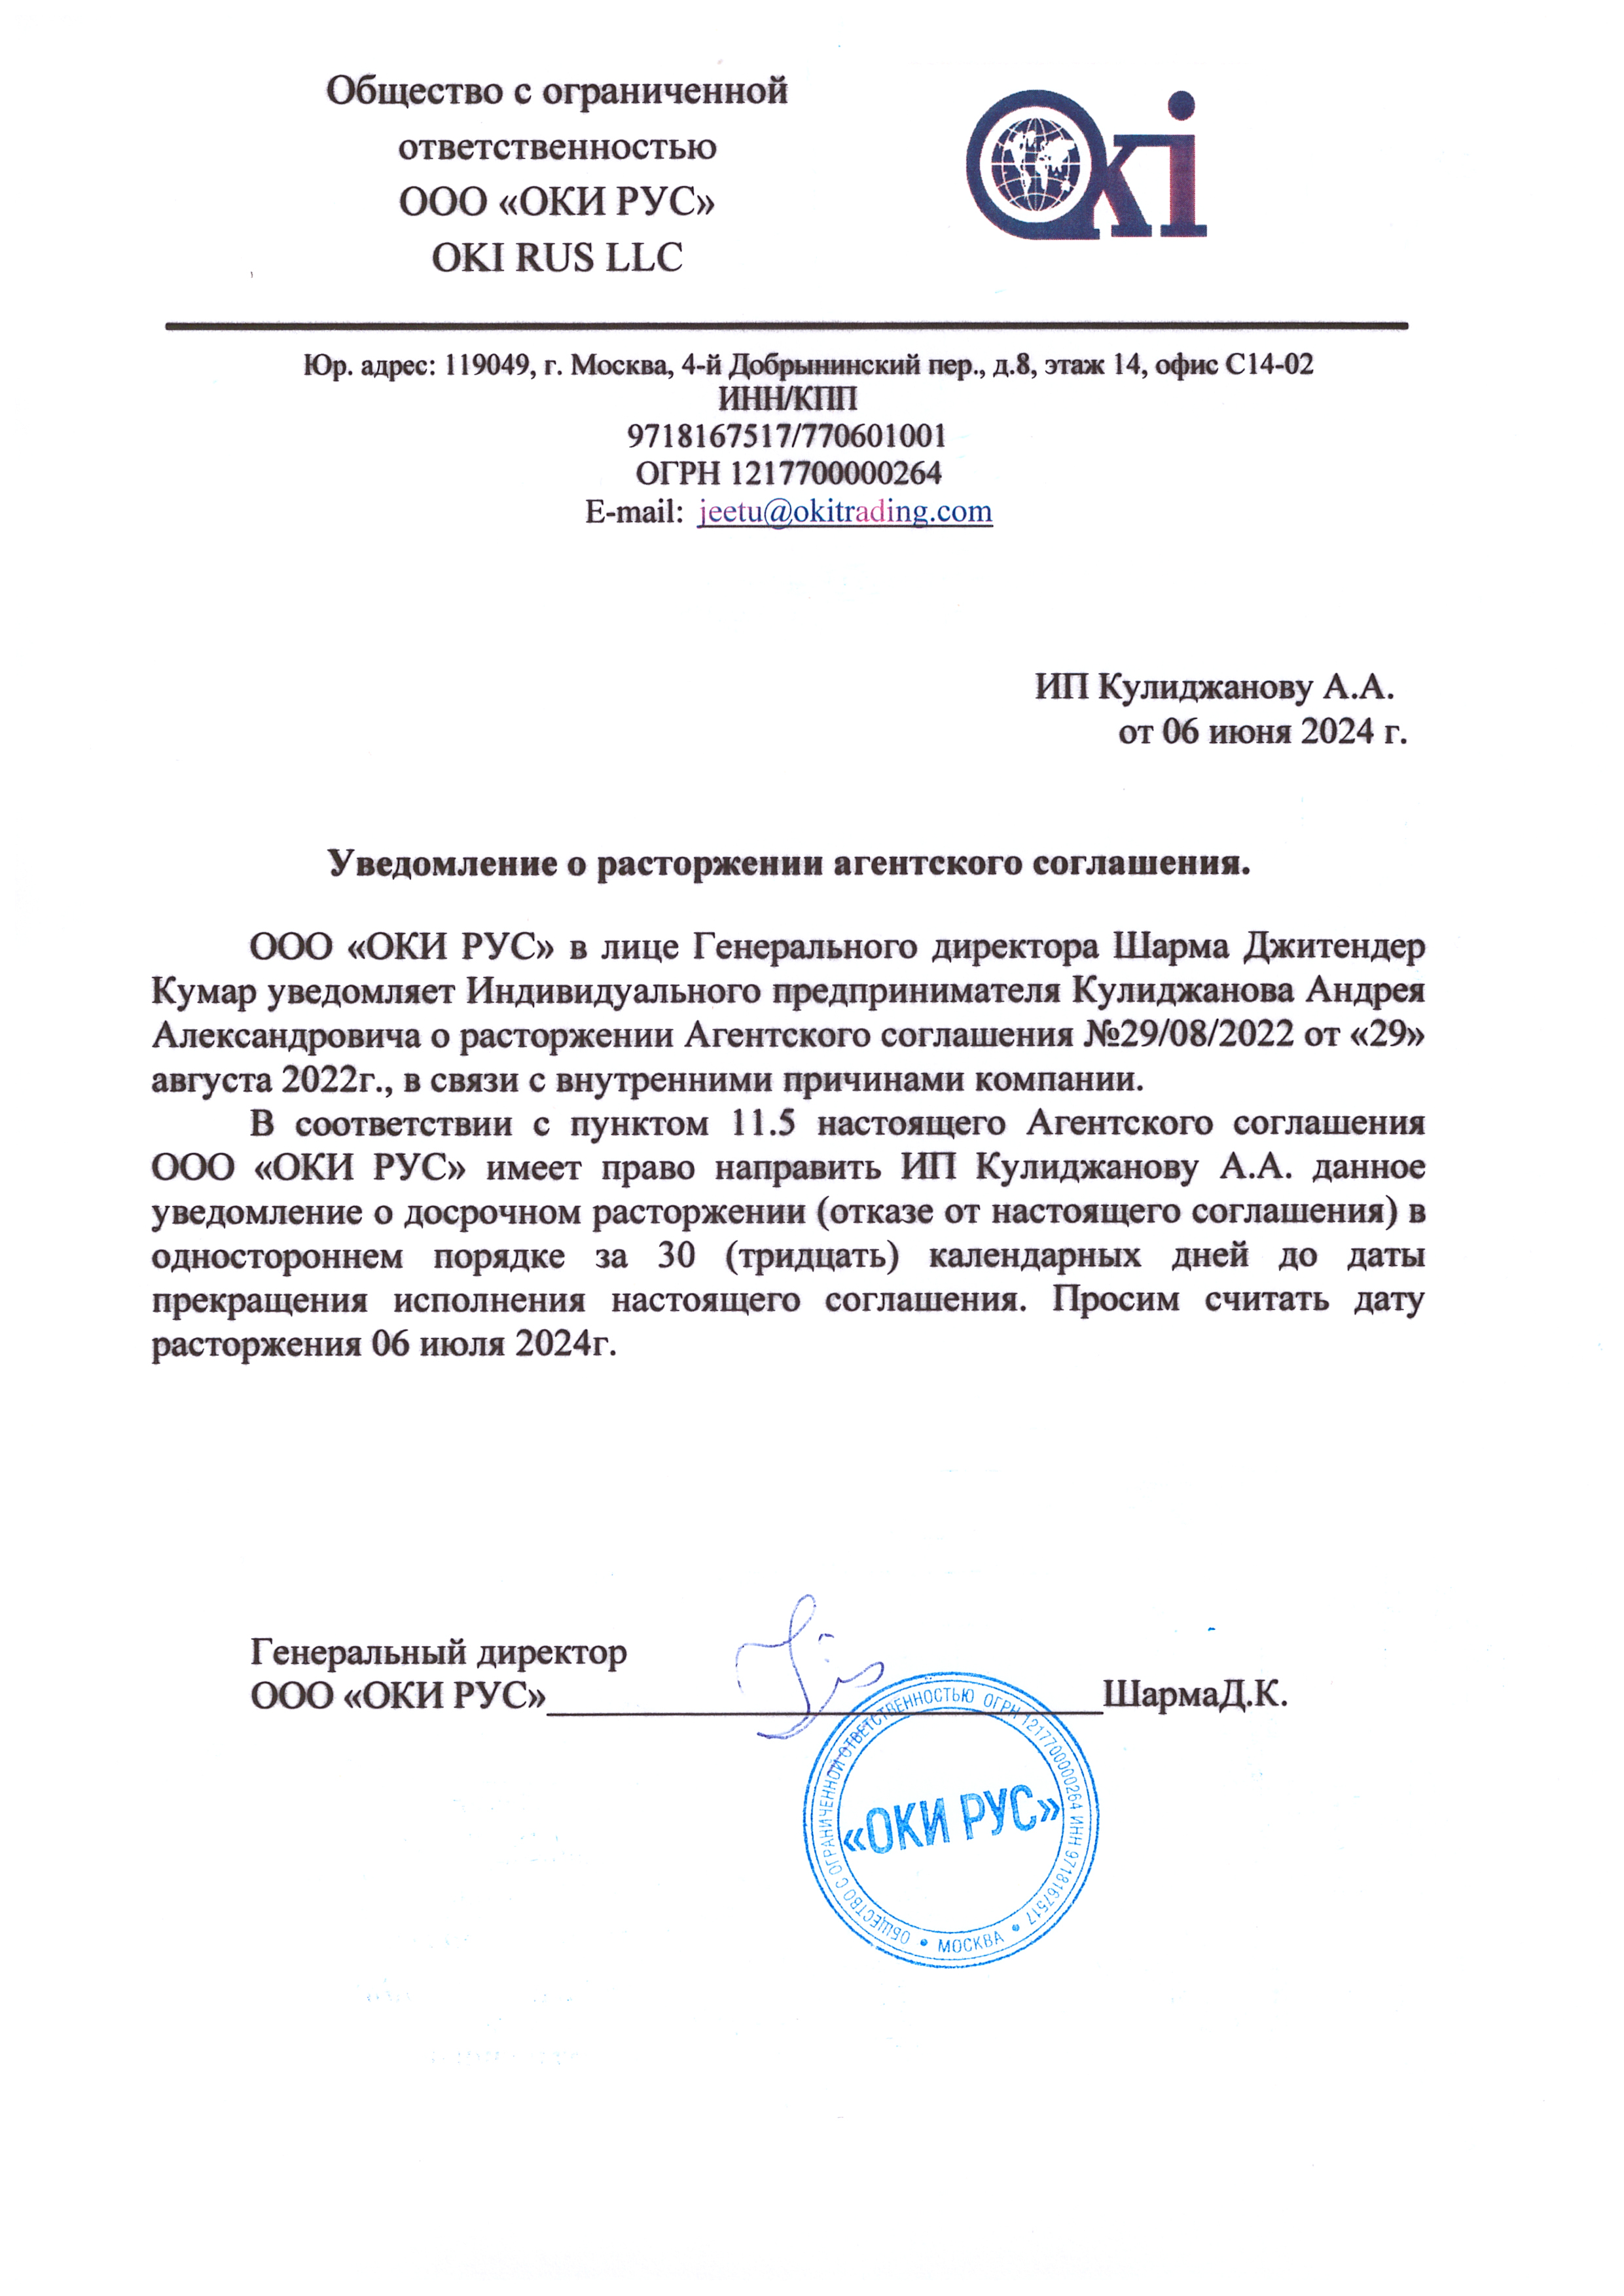 Общество с ограниченной
ответственностью
ООО «ОКИ РУС»
OKI RUS LLC
Oki
Юр. адрес: 119049, г. Москва, 4-й Добрынинский пер., д.8, этаж 14, офис С14-02
ИНН/КПП
9718167517/770601001
ОГРН 1217700000264
E-mail: jeetu@okitrading.com
ИП Кулиджанову А.А.
от 06 июня 2024 г.
Уведомление о расторжении агентского соглашения.
ООО «ОКИ РУС» в лице Генерального директора Шарма Джитендер
Кумар уведомляет Индивидуального предпринимателя Кулиджанова Андрея
Александровича о расторжении Агентского соглашения №29/08/2022 от «29»
августа 2022г., в связи с внутренними причинами компании.
В соответствии с пунктом 11.5 настоящего Агентского соглашения
ООО «ОКИ РУС» имеет право направить ИП Кулиджанову А.А. данное
уведомление о досрочном расторжении (отказе от настоящего соглашения) в
одностороннем порядке за 30 (тридцать) календарных дней до даты
прекращения исполнения настоящего соглашения. Просим считать дату
расторжения 06 июля 2024г.
Генеральный директор
ООО «ОКИ РУС» ШармаД.К.
ОБЩЕСТВО С ОГРАНИЧЕННОЙ ОТВЕТСТВЕННОСТЬЮ ОГРН 1217700000264 ИНН 9718167517
«ОКИ РУС»
• МОСКВА •